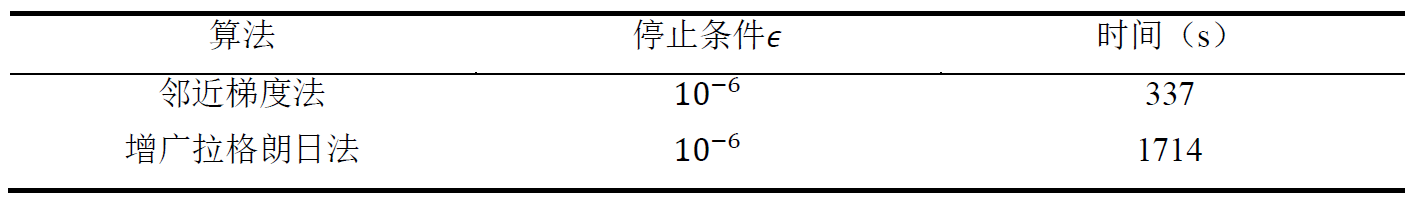 算法 停止条件ϵ 时间（s）
邻近梯度法 10⁻⁶ 337
增广拉格朗日法 10⁻⁶ 1714